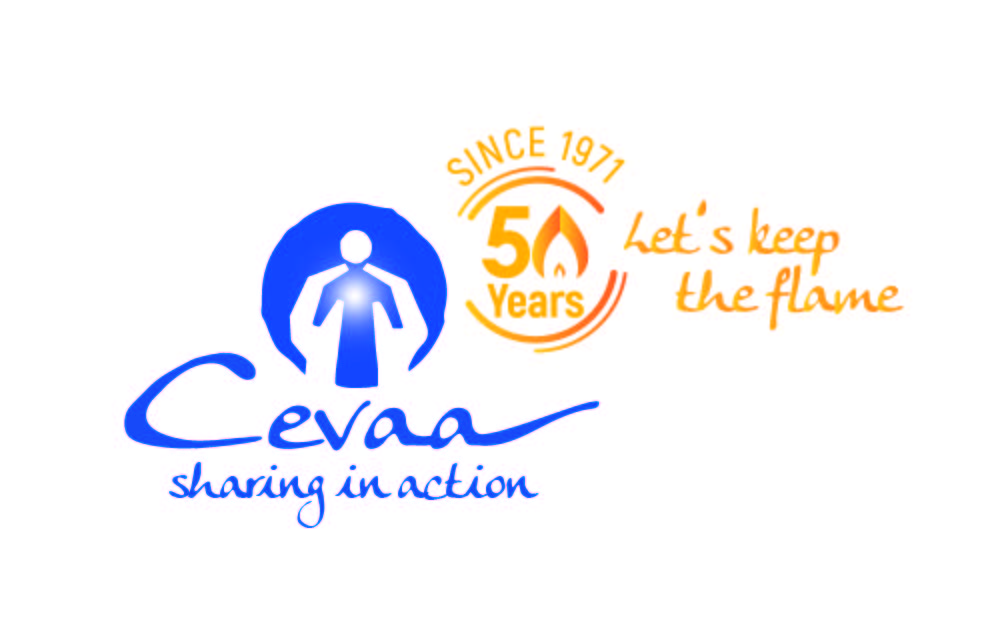 SINCE 1971
50
Years
Let's keep
the flame
Cevaa
sharing in action